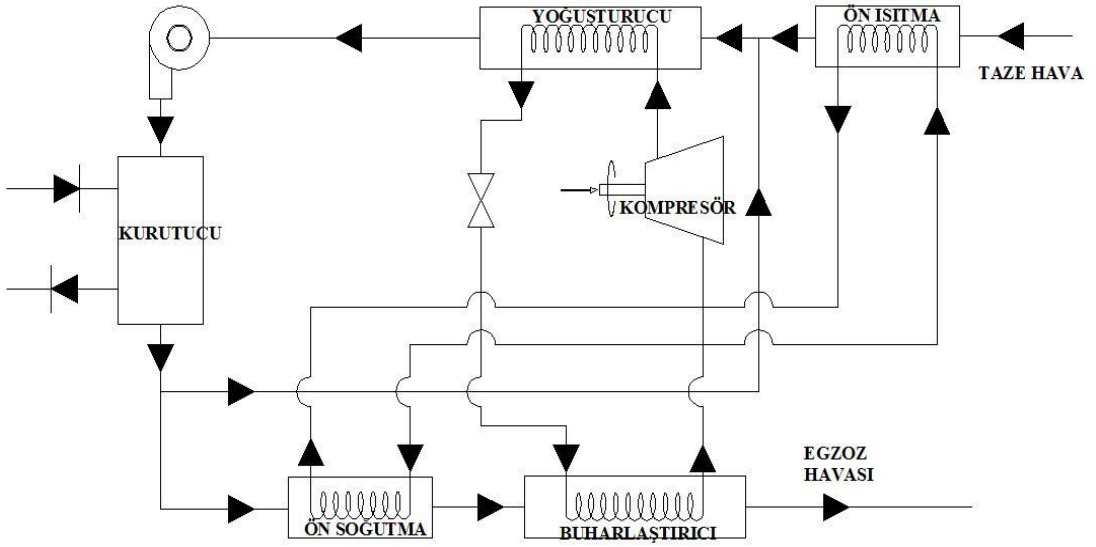 YOĞUŞTURUCU
ÖN ISITMA
TAZE HAVA
KOMPRESÖR
KURUTUCU
EGZOZ
HAVASI
ÖN SOĞUTMA
BUHARLAŞTIRICI